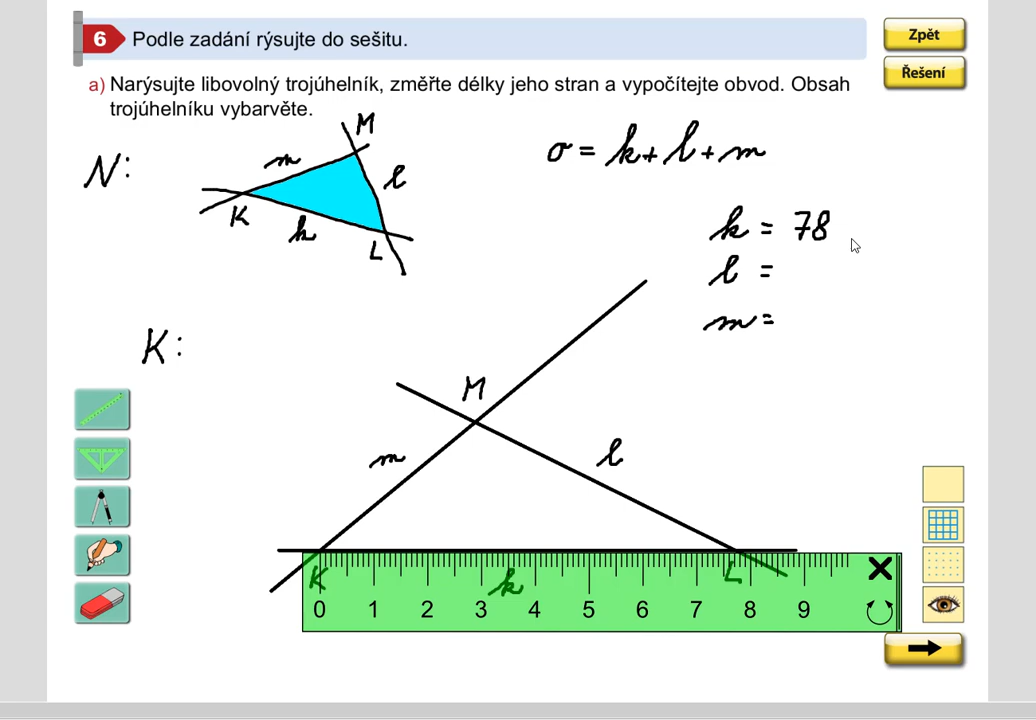 6 Podle zadání rýsujte do sešitu.
Zpět
Řešení
a) Narýsujte libovolný trojúhelník, změřte délky jeho stran a vypočítejte obvod. Obsah
trojúhelníku vybarvěte.
N:
M
m
l
K
k
L
o = k + l + m
k = 78
l =
m =
K:
M
m
l
K
k
L
0 1 2 3 4 5 6 7 8 9